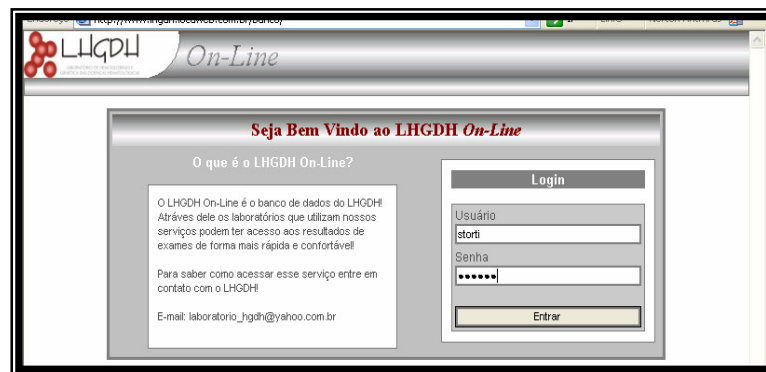 LHGDH
On-Line
Seja Bem Vindo ao LHGDH On-Line
O que é o LHGDH On-Line?
O LHGDH On-Line é o banco de dados do LHGDH!
Atráves dele os laboratórios que utilizam nossos
serviços podem ter acesso aos resultados de
exames de forma mais rápida e confortável!
Para saber como acessar esse serviço entre em
contato com o LHGDH!
E-mail: laboratorio_hgdh@yahoo.com.br
Login
Usuário
storti
Senha
••••••
Entrar